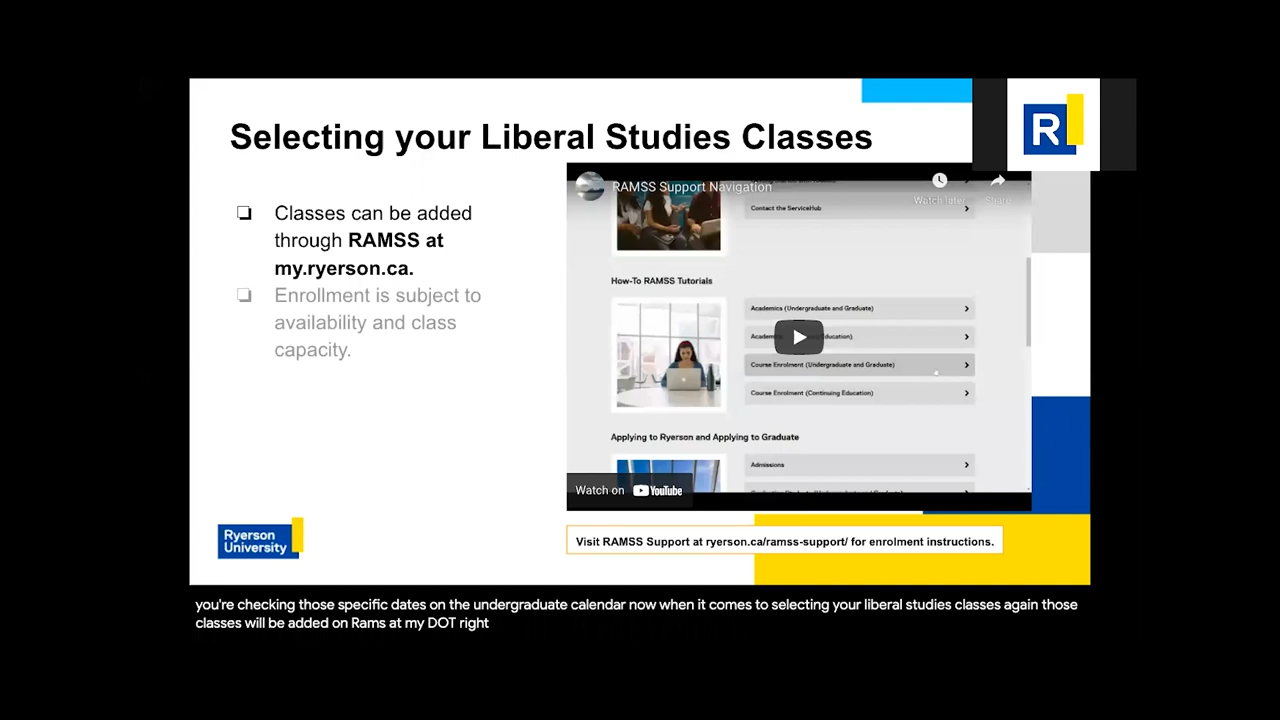 Selecting your Liberal Studies Classes
R
Classes can be added
through RAMSS at
my.ryerson.ca.
Enrollment is subject to
availability and class
capacity.
RAMSS Support Navigation
Watch later
Share
Contact the ServiceHub
How-To RAMSS Tutorials
Academics (Undergraduate and Graduate)
Course Enrolment (Undergraduate and Graduate)
Course Enrolment (Continuing Education)
Applying to Ryerson and Applying to Graduate
Admissions
Watch on YouTube
Ryerson
University
Visit RAMSS Support at ryerson.ca/ramss-support/ for enrolment instructions.
you're checking those specific dates on the undergraduate calendar now when it comes to selecting your liberal studies classes again those
classes will be added on Rams at my DOT right